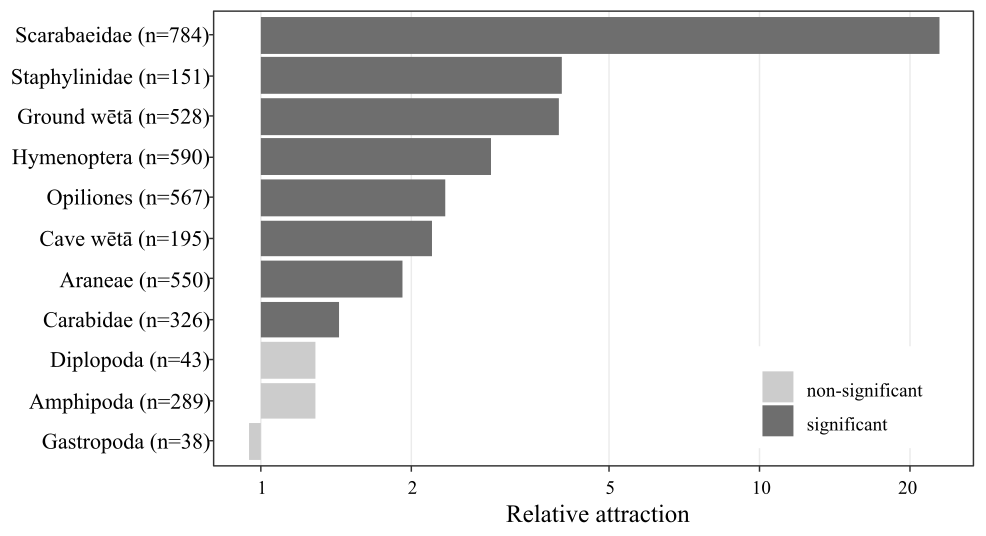 Scarabaeidae (n=784)
Staphylinidae (n=151)
Ground wētā (n=528)
Hymenoptera (n=590)
Opiliones (n=567)
Cave wētā (n=195)
Araneae (n=550)
Carabidae (n=326)
Diplopoda (n=43)
Amphipoda (n=289)
Gastropoda (n=38)
non-significant
significant
1 2 5 10 20
Relative attraction